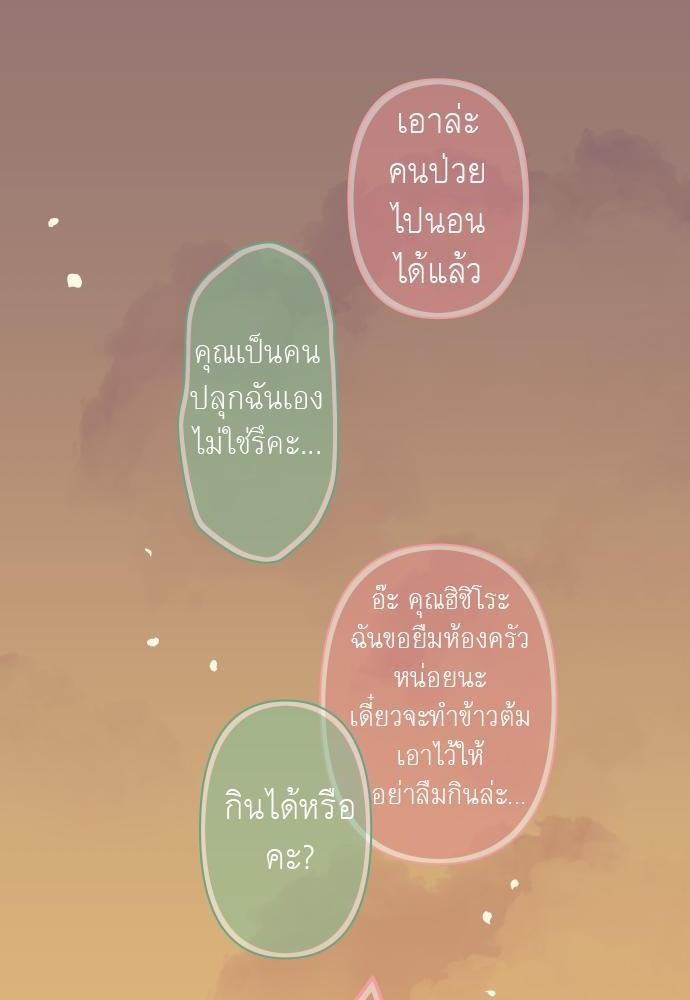 เอาล่ะ
คนป่วย
ไปนอน
ได้แล้ว
คุณเป็นคน
ปลุกฉันเอง
ไม่ใช่รึคะ...
อ๊ะ คุณฮิชิโระ
ฉันขอยืมห้องครัว
หน่อยนะ
เดี๋ยวจะทำข้าวต้ม
เอาไว้ให้
อย่าลืมกินล่ะ...
กินได้หรือ
คะ?